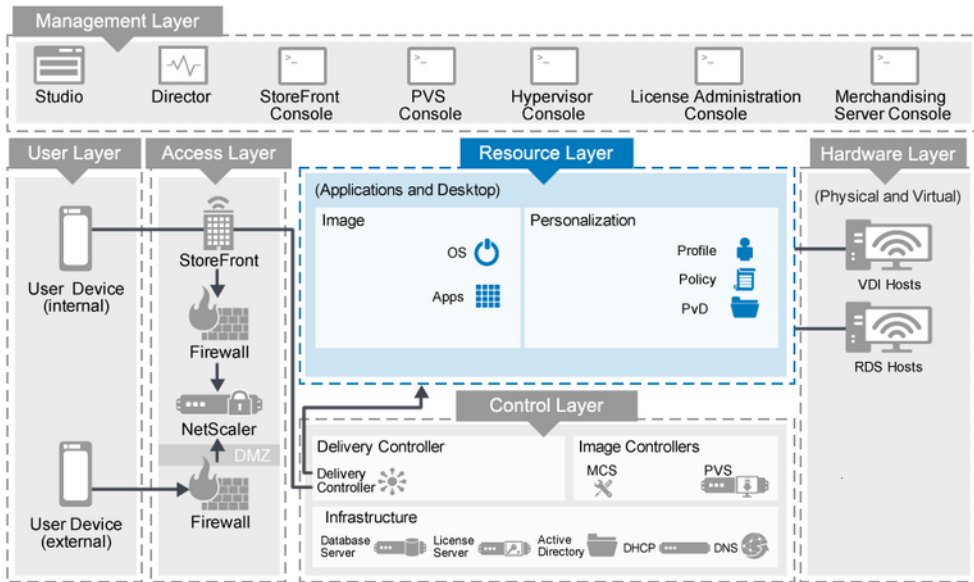 Management Layer
Studio
Director
StoreFront
Console
PVS
Console
Hypervisor
Console
License Administration
Console
Merchandising
Server Console
User Layer
Access Layer
Resource Layer
Hardware Layer
(Applications and Desktop)
(Physical and Virtual)
Image
OS
Apps
Personalization
Profile
Policy
PvD
User Device
(internal)
StoreFront
Firewall
NetScaler
DMZ
Firewall
User Device
(external)
VDI Hosts
RDS Hosts
Control Layer
Delivery Controller
Delivery
Controller
Image Controllers
MCS
PVS
Infrastructure
Database
Server
License
Server
Active
Directory
DHCP
DNS